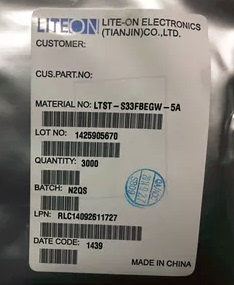 LITEON LITE-ON ELECTRONICS
(TIANJIN)CO.,LTD.
CUSTOMER:
CUS.PART.NO:
MATERIAL NO: LTST-S33FBEGW-5A
LOT NO: 1425905670
QUANTITY: 3000
BATCH: N2QS
LPN: RLC14092611727
DATE CODE: 1439
MADE IN CHINA